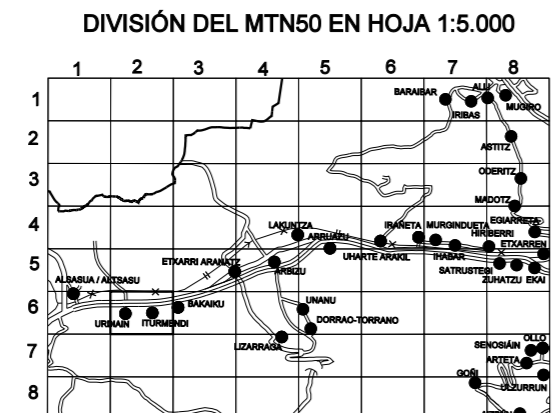 DIVISIÓN DEL MTN50 EN HOJA 1:5.000
1 2 3 4 5 6 7 8
1
BARAIBAR
ALLI
IRIBAS
MUGIRO
2
ASTITZ
3
ODERITZ
MADOTZ
4
LAKUNTZA
ARRUAZU
IRAÑETA
MURGINDUETA
HIRIBERRI
EGIARRETA
ETXARREN
5
ALSASUA / ALTSASU
ETXARRI ARANATZ
ARBIZU
UHARTE ARAKIL
IHABAR
SATRUSTEGI
ZUHATZU
EKAI
6
URDIAIN
ITURMENDI
BAKAIKU
UNANU
DORRAO-TORRANO
7
LIZARRAGA
SENOSIÁIN
OLLO
ARTETA
8
GOÑI
ULZURRUN